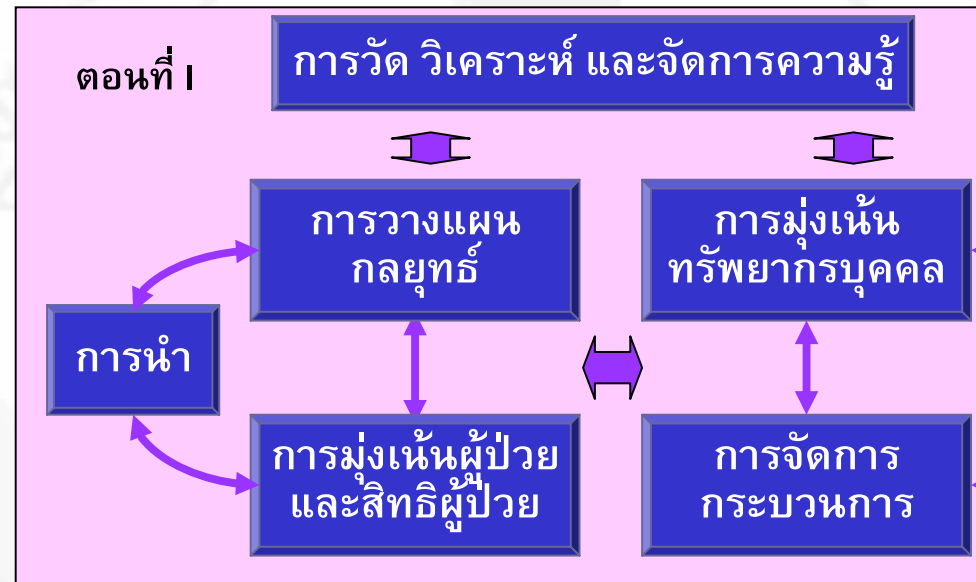 ตอนที่ I
การวัด วิเคราะห์ และจัดการความรู้
การวางแผน
กลยุทธ์
การมุ่งเน้น
ทรัพยากรบุคคล
การนำ
การมุ่งเน้นผู้ป่วย
และสิทธิผู้ป่วย
การจัดการ
กระบวนการ